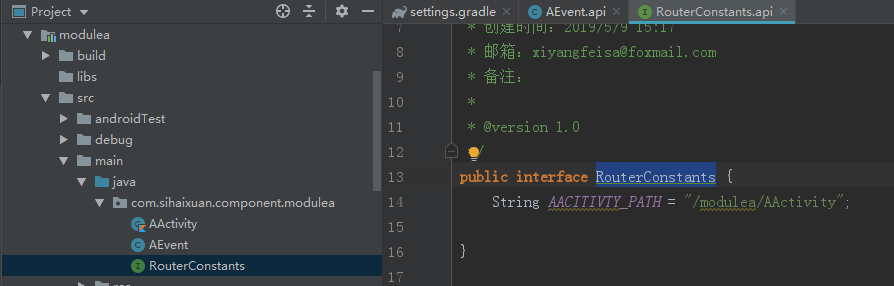 Project
modulea
build
libs
src
androidTest
debug
main
java
com.sihaixuan.component.modulea
AActivity
AEvent
RouterConstants
settings.gradle
AEvent.api
RouterConstants.api
7 * 创建时间: 2019/5/9 15:17
8 * 邮箱: xiyangfeisa@foxmail.com
9 * 备注:
10 *
11 * @version 1.0
12 */
13 public interface RouterConstants {
14 String AACITIVTY_PATH = "/modulea/AActivity";
15
16 }
17